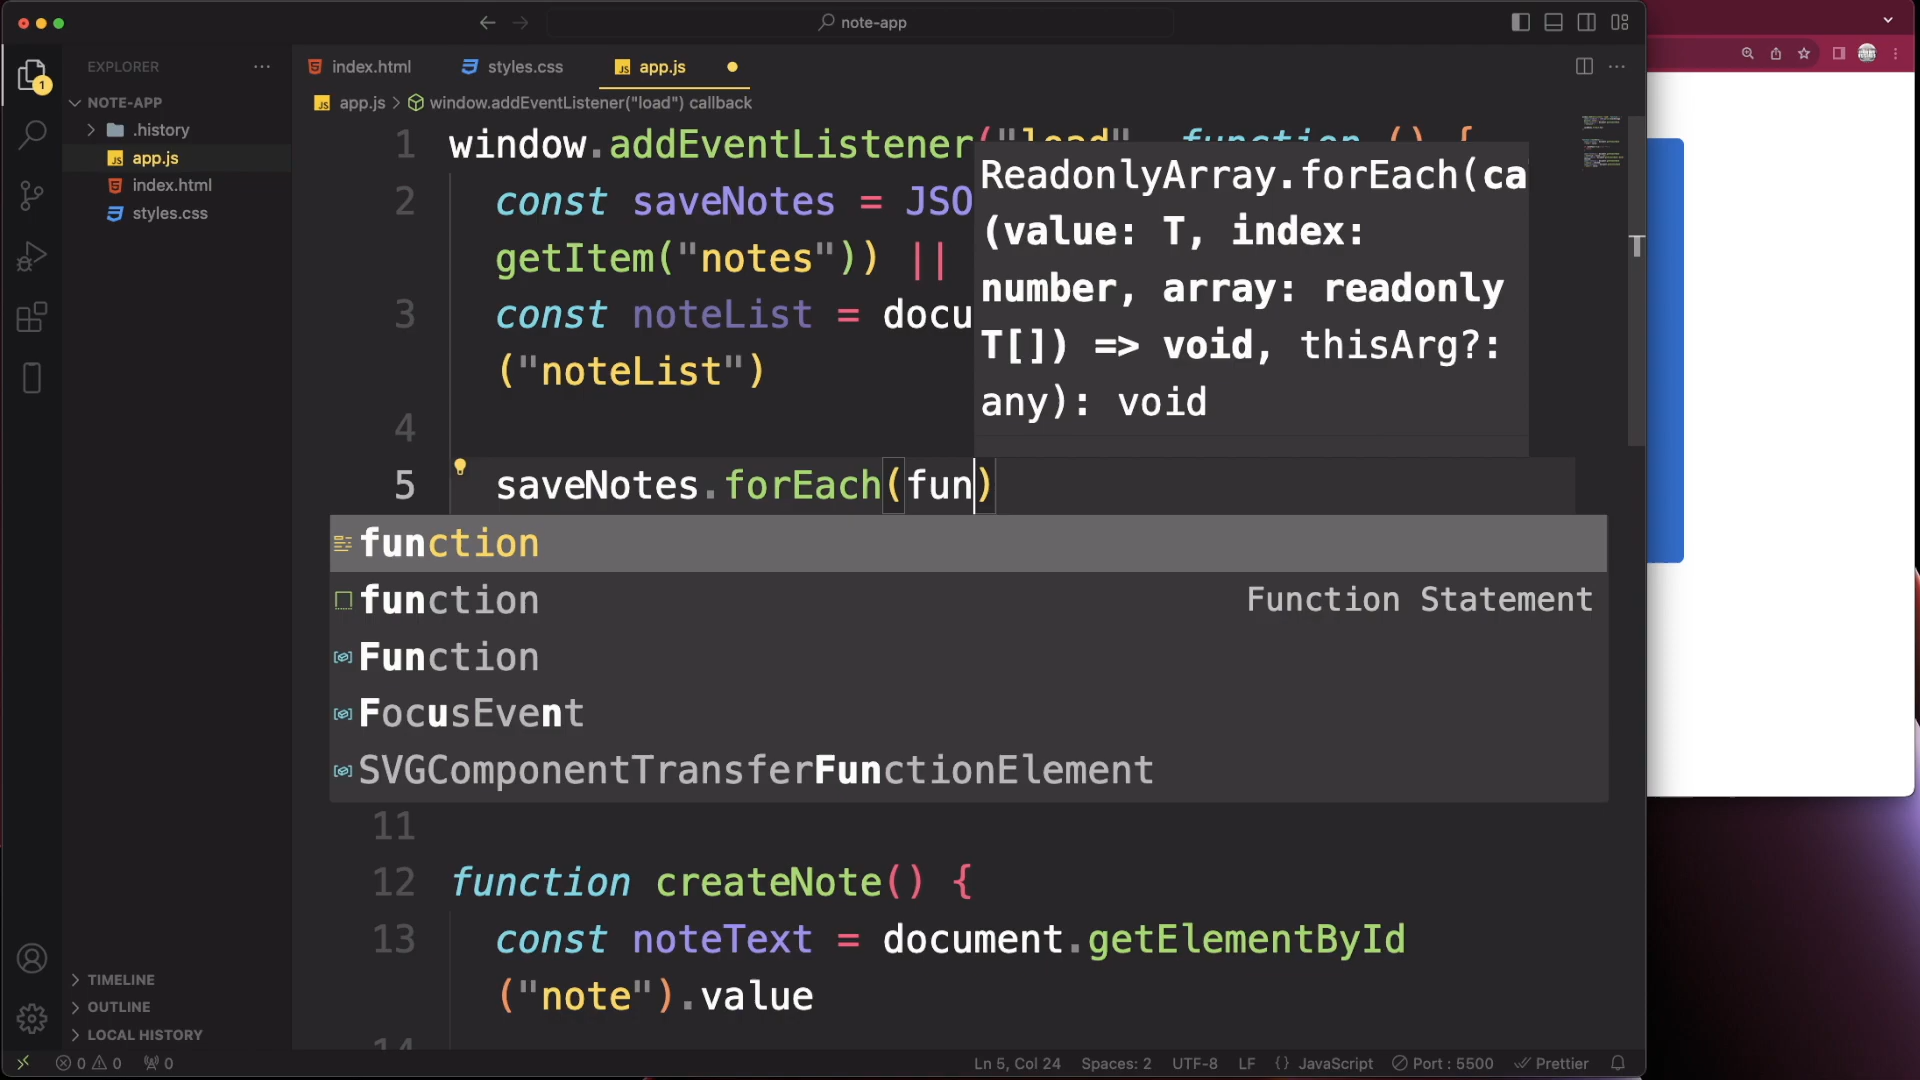 note-app
EXPLORER
index.html
styles.css
app.js
NOTE-APP
app.js > window.addEventListener("load") callback
.history
app.js
index.html
styles.css
1 window.addEventListener("load", function () {
2 const saveNotes = JSO
getItem("notes")) ||
3 const noteList = docu
("noteList")
4
5 saveNotes.forEach(fun)
ReadonlyArray.forEach(ca
(value: T, index:
number, array: readonly
T[]) => void, thisArg?:
any): void
function
function Function Statement
Function
FocusEvent
SVGComponentTransferFunctionElement
11
12 function createNote() {
13 const noteText = document.getElementById
("note").value
14
TIMELINE
OUTLINE
LOCAL HISTORY
0 0 0 Ln 5, Col 24 Spaces: 2 UTF-8 LF {} JavaScript Port : 5500 Prettier
1